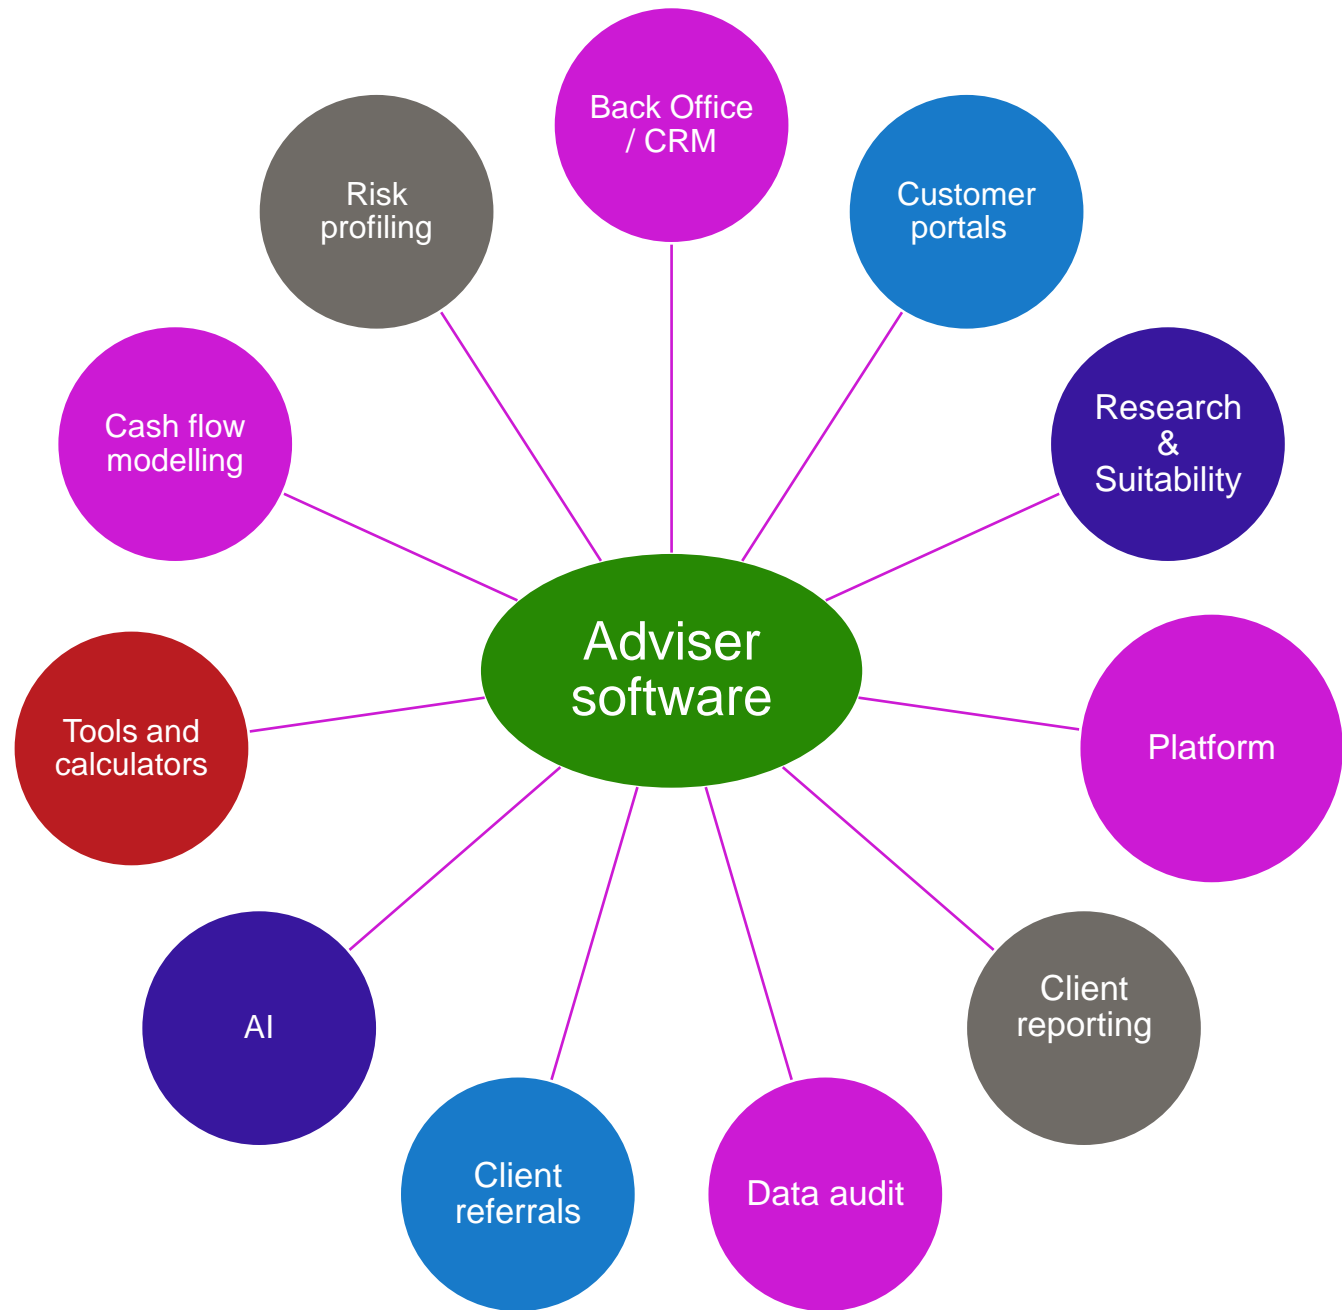 Back Office
/ CRM
Customer
portals
Research
&
Suitability
Platform
Client
reporting
Data audit
Client
referrals
AI
Tools and
calculators
Cash flow
modelling
Risk
profiling
Adviser
software